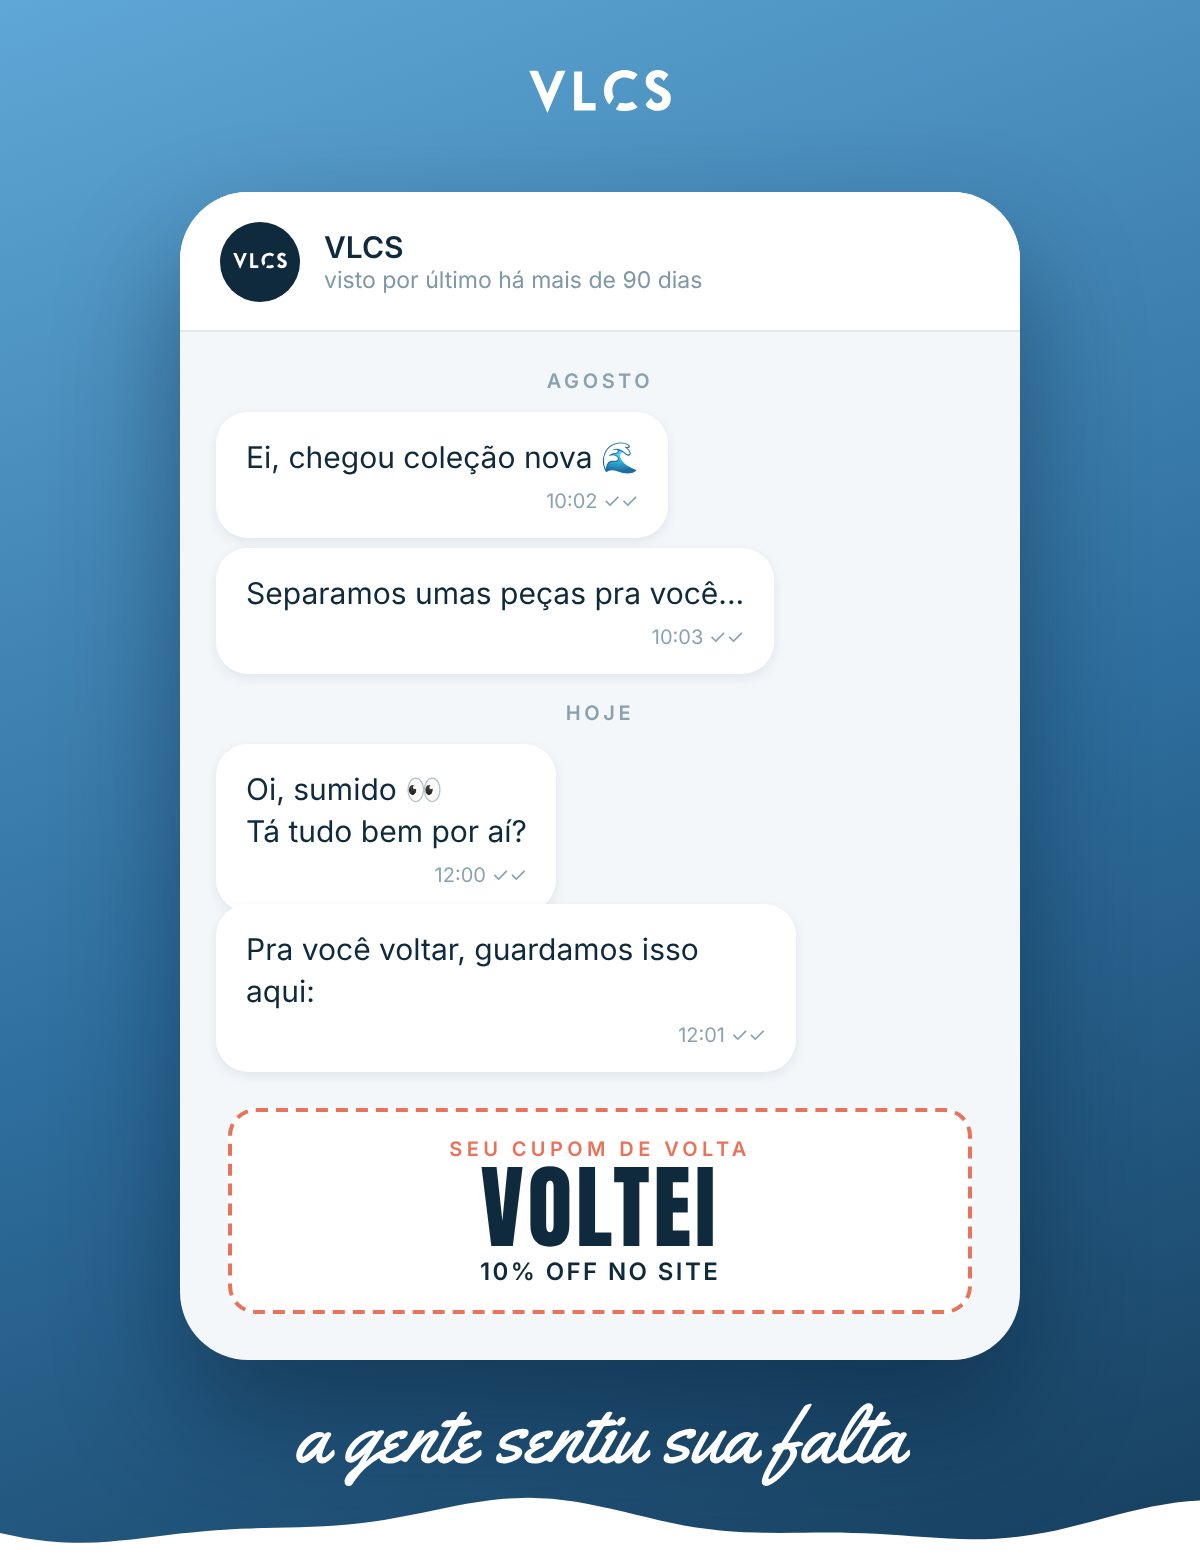 VLCS
VLCS
VLCS
visto por último há mais de 90 dias
AGOSTO
Ei, chegou coleção nova 🌊
10:02 ✓✓
Separamos umas peças pra você...
10:03 ✓✓
HOJE
Oi, sumido 👀
Tá tudo bem por aí?
12:00 ✓✓
Pra você voltar, guardamos isso
aqui:
12:01 ✓✓
SEU CUPOM DE VOLTA
VOLTEI
10% OFF NO SITE
a gente sentiu sua falta